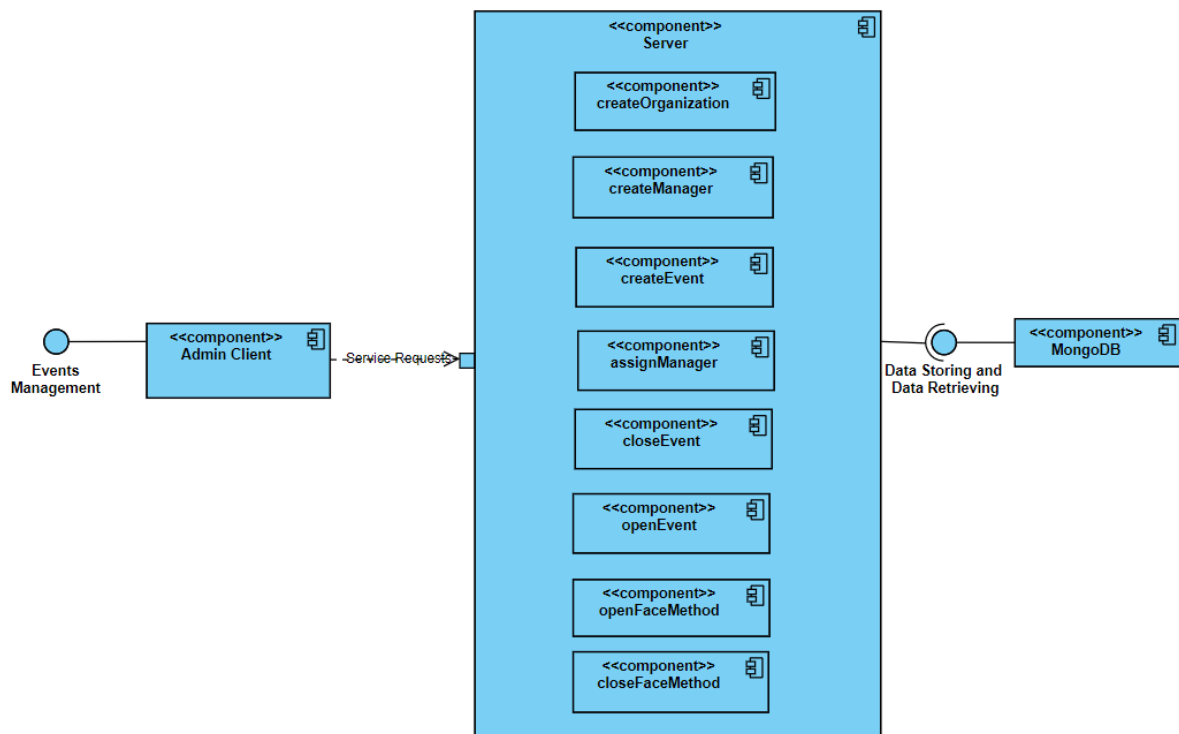 <<component>>
Server
<<component>>
createOrganization
<<component>>
createManager
<<component>>
createEvent
<<component>>
assignManager
<<component>>
closeEvent
<<component>>
openEvent
<<component>>
openFaceMethod
<<component>>
closeFaceMethod
Events
Management
<<component>>
Admin Client
Service Requests
Data Storing and
Data Retrieving
<<component>>
MongoDB